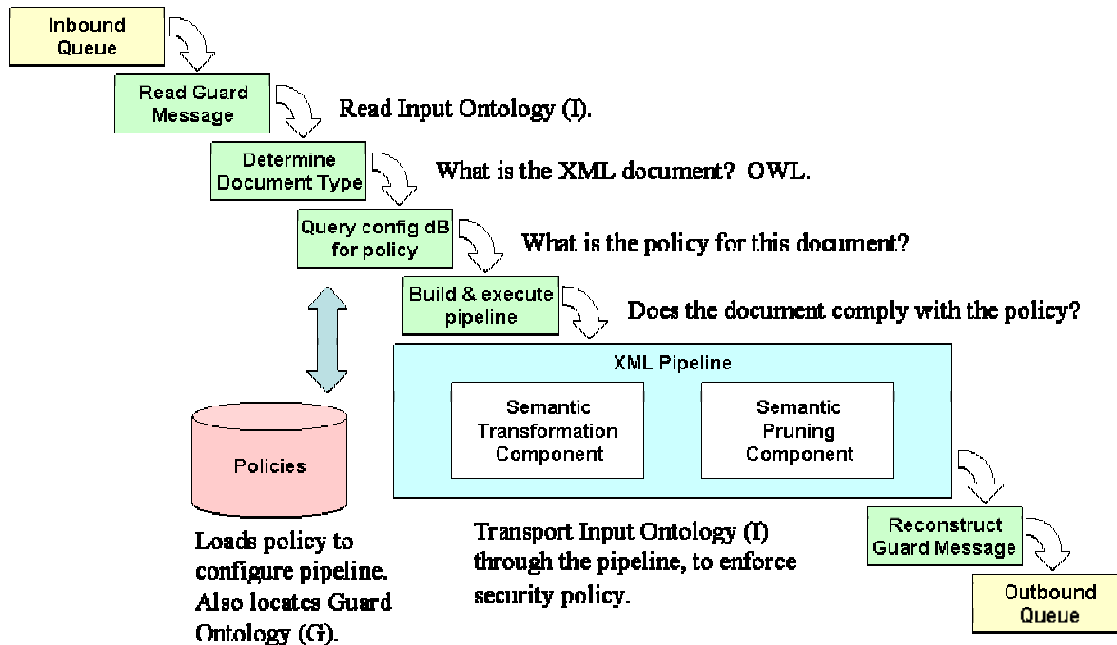 Inbound
Queue
Read Guard
Message
Read Input Ontology (I).
Determine
Document Type
What is the XML document?  OWL.
Query config dB
for policy
What is the policy for this document?
Build & execute
pipeline
Does the document comply with the policy?
XML Pipeline
Semantic
Transformation
Component
Semantic
Pruning
Component
Policies
Loads policy to
configure pipeline.
Also locates Guard
Ontology (G).
Transport Input Ontology (I)
through the pipeline, to enforce
security policy.
Reconstruct
Guard Message
Outbound
Queue